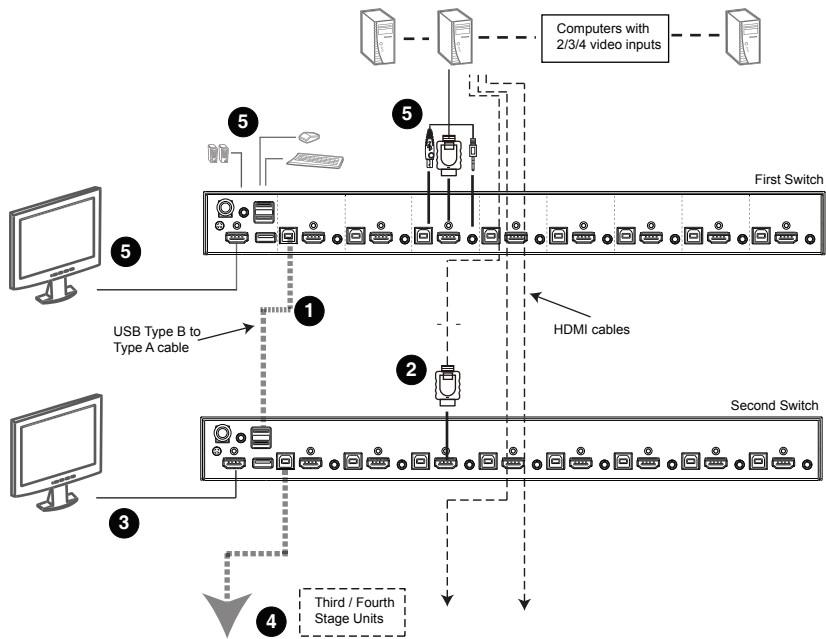 Computers with
2/3/4 video inputs
5
5
First Switch
5
1
USB Type B to
Type A cable
HDMI cables
2
Second Switch
3
4
Third / Fourth
Stage Units